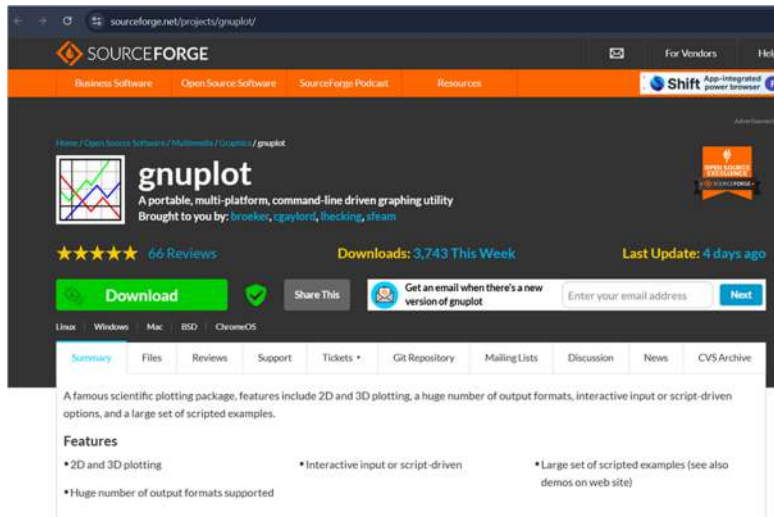 sourceforge.net/projects/gnuplot/
SOURCEFORGE
For Vendors
Business Software Open Source Software SourceForge Podcast Resources
Shift App-integrated power browser
Home / Open Source Software / Multimedia / Graphics / gnuplot
gnuplot
A portable, multi-platform, command-line driven graphing utility
Brought to you by: broeker, cgaylord, lhecking, sfeam
OPEN SOURCE
EXCELLENCE
SOURCEFORGE
66 Reviews Downloads: 3,743 This Week Last Update: 4 days ago
Download Share This Get an email when there's a new version of gnuplot Enter your email address Next
Linux Windows Mac BSD ChromeOS
Summary Files Reviews Support Tickets Git Repository Mailing Lists Discussion News CVS Archive
A famous scientific plotting package, features include 2D and 3D plotting, a huge number of output formats, interactive input or script-driven
options, and a large set of scripted examples.
Features
• 2D and 3D plotting • Interactive input or script-driven • Large set of scripted examples (see also
demos on web site)
• Huge number of output formats supported